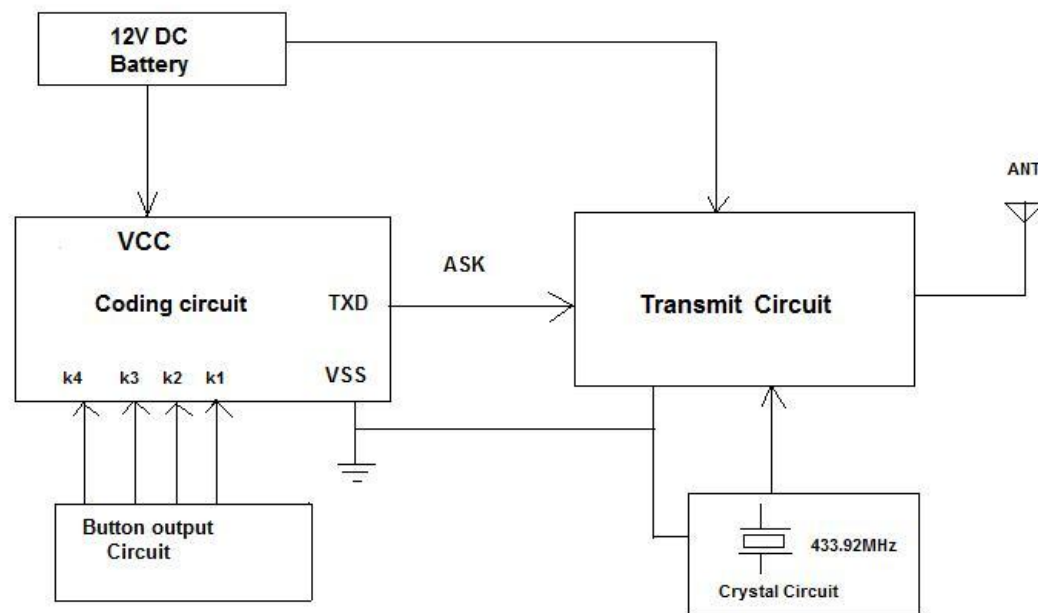 12V DC
Battery
ANT
VCC
ASK
Coding circuit
TXD
Transmit Circuit
k4
k3
k2
k1
VSS
Button output
Circuit
433.92MHz
Crystal Circuit